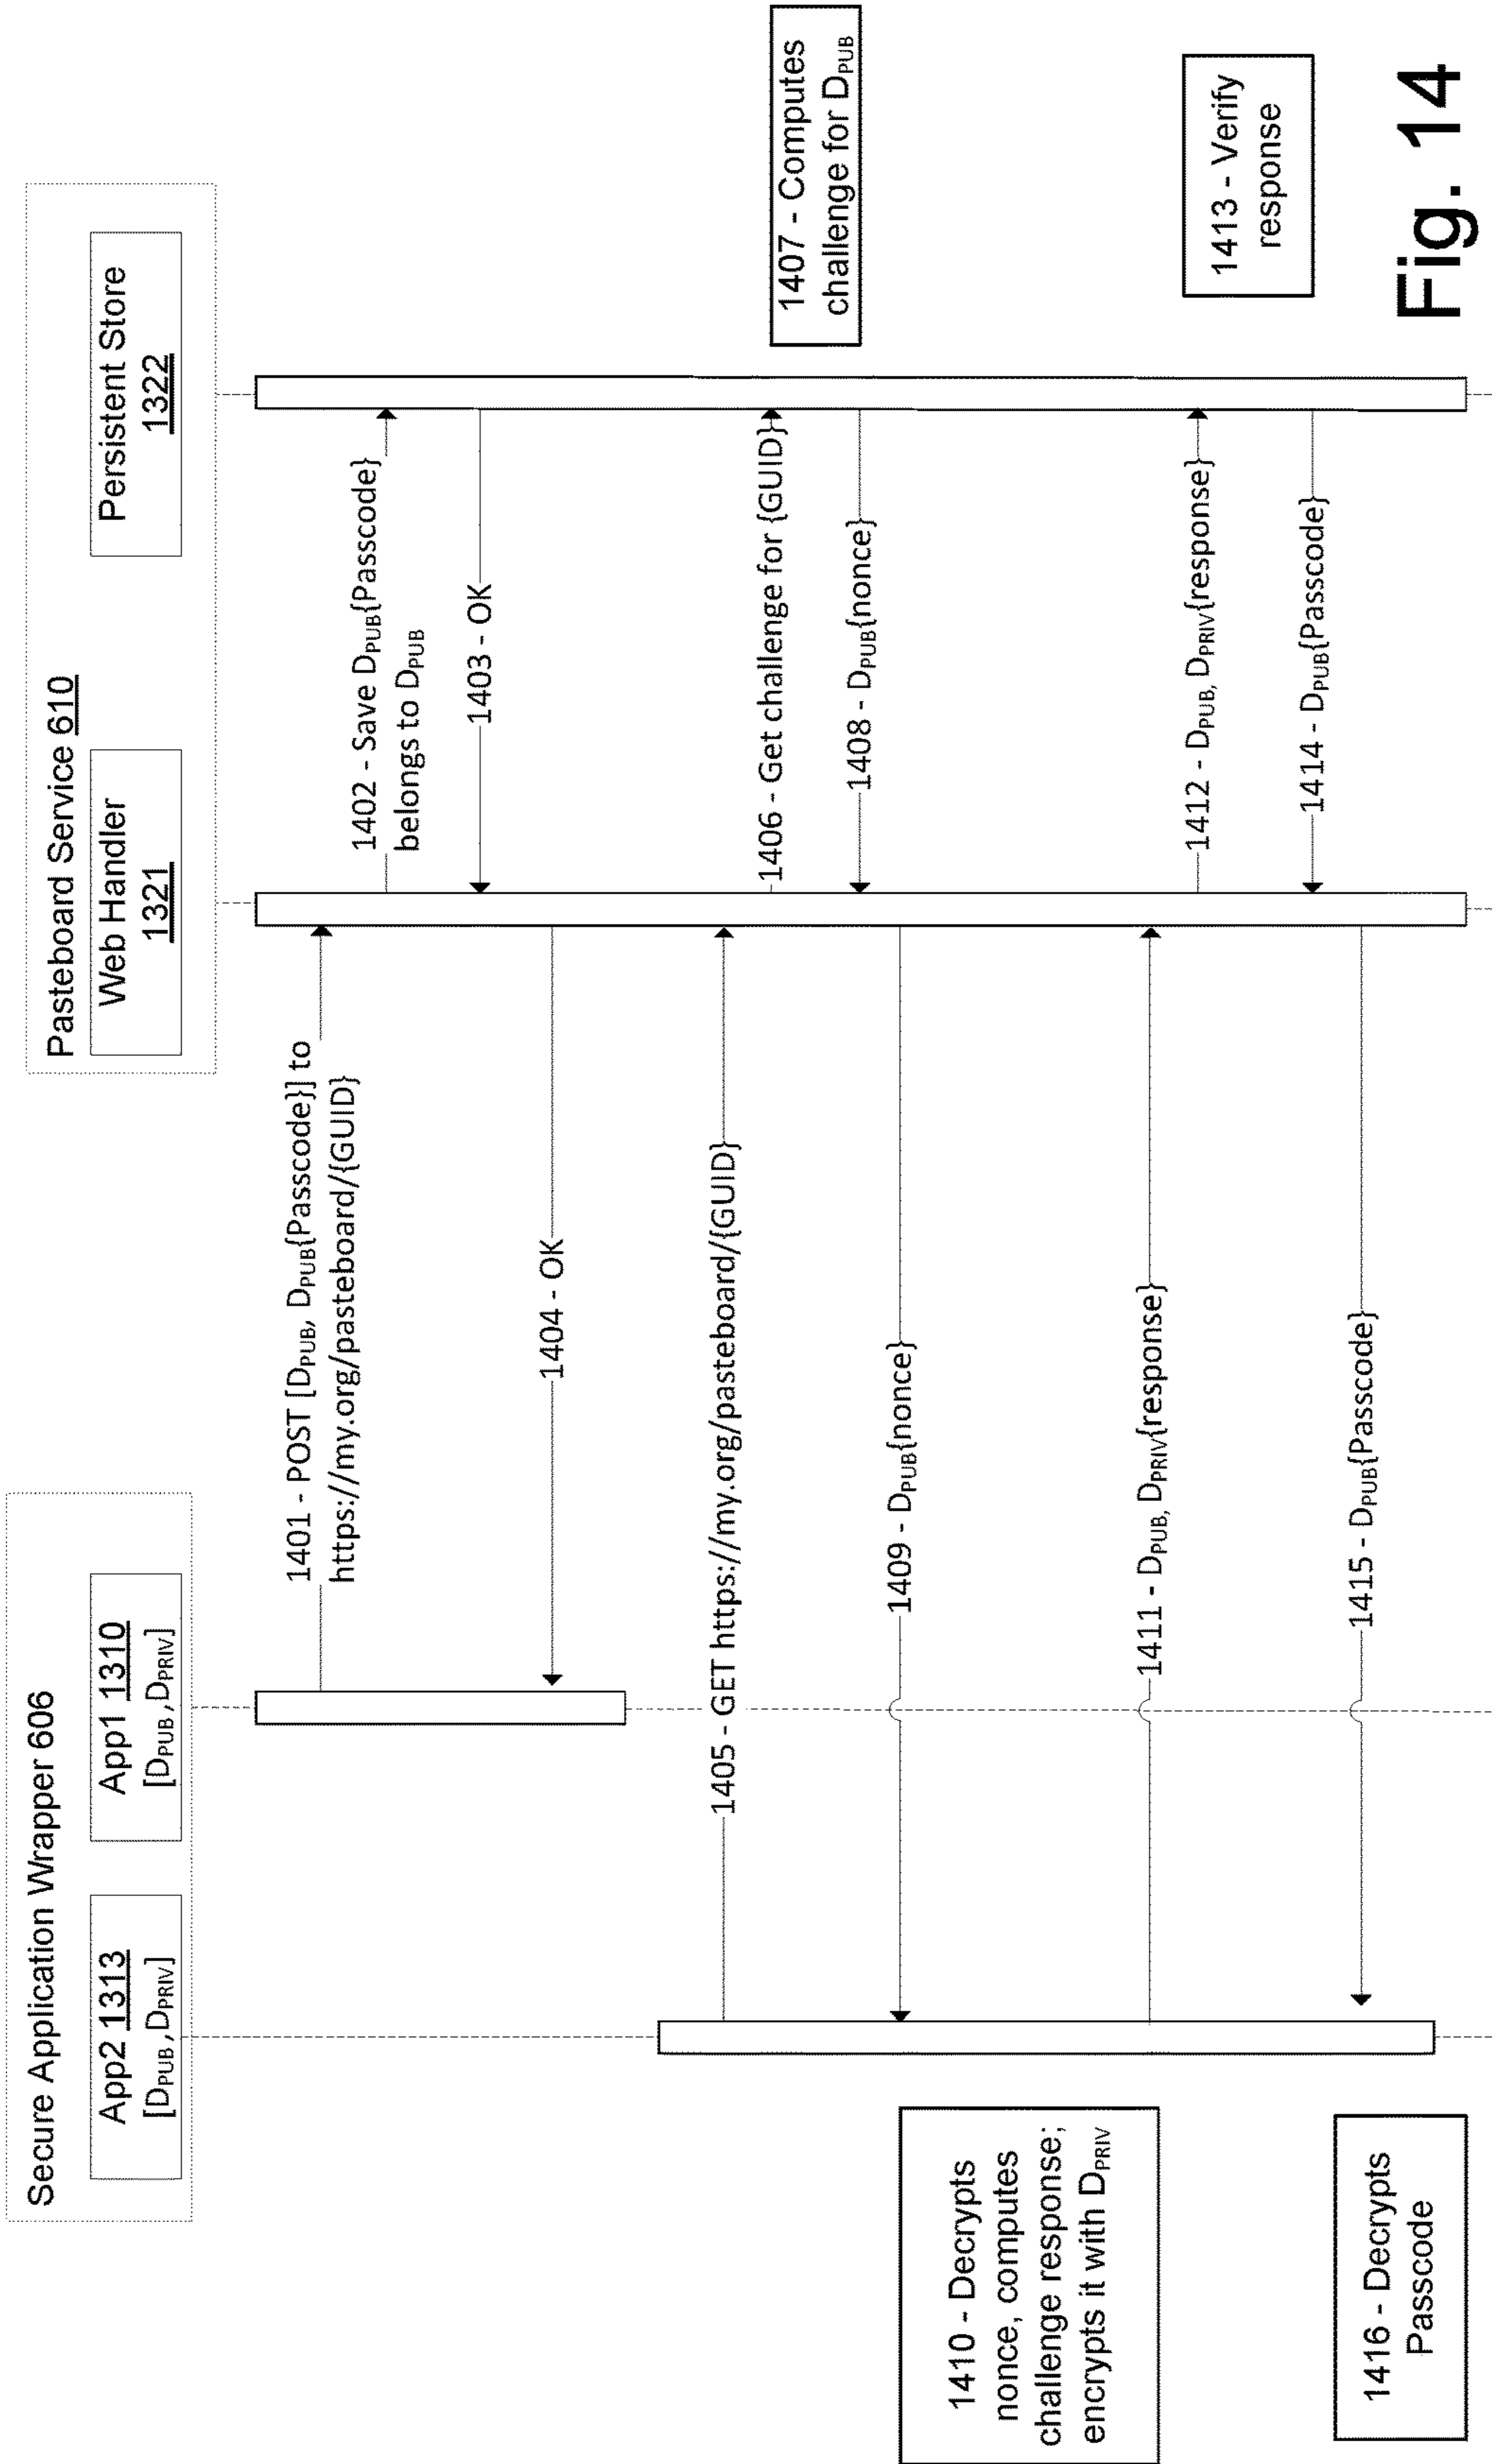 Secure Application Wrapper 606
App2 1313
[DPUB, DPRIV]
App1 1310
[DPUB, DPRIV]
Pasteboard Service 610
Web Handler
1321
Persistent Store
1322
1401 - POST [DPUB, DPUB{Passcode}] to
https://my.org/pasteboard/{GUID}
1402 - Save DPUB{Passcode}
belongs to DPUB
1403 - OK
1404 - OK
1405 - GET https://my.org/pasteboard/{GUID}
1406 - Get challenge for {GUID}
1407 - Computes
challenge for DPUB
1408 - DPUB{nonce}
1409 - DPUB{nonce}
1410 - Decrypts
nonce, computes
challenge response;
encrypts it with DPRIV
1411 - DPUB, DPRIV{response}
1412 - DPUB, DPRIV{response}
1413 - Verify
response
1414 - DPUB{Passcode}
1415 - DPUB{Passcode}
1416 - Decrypts
Passcode
Fig. 14